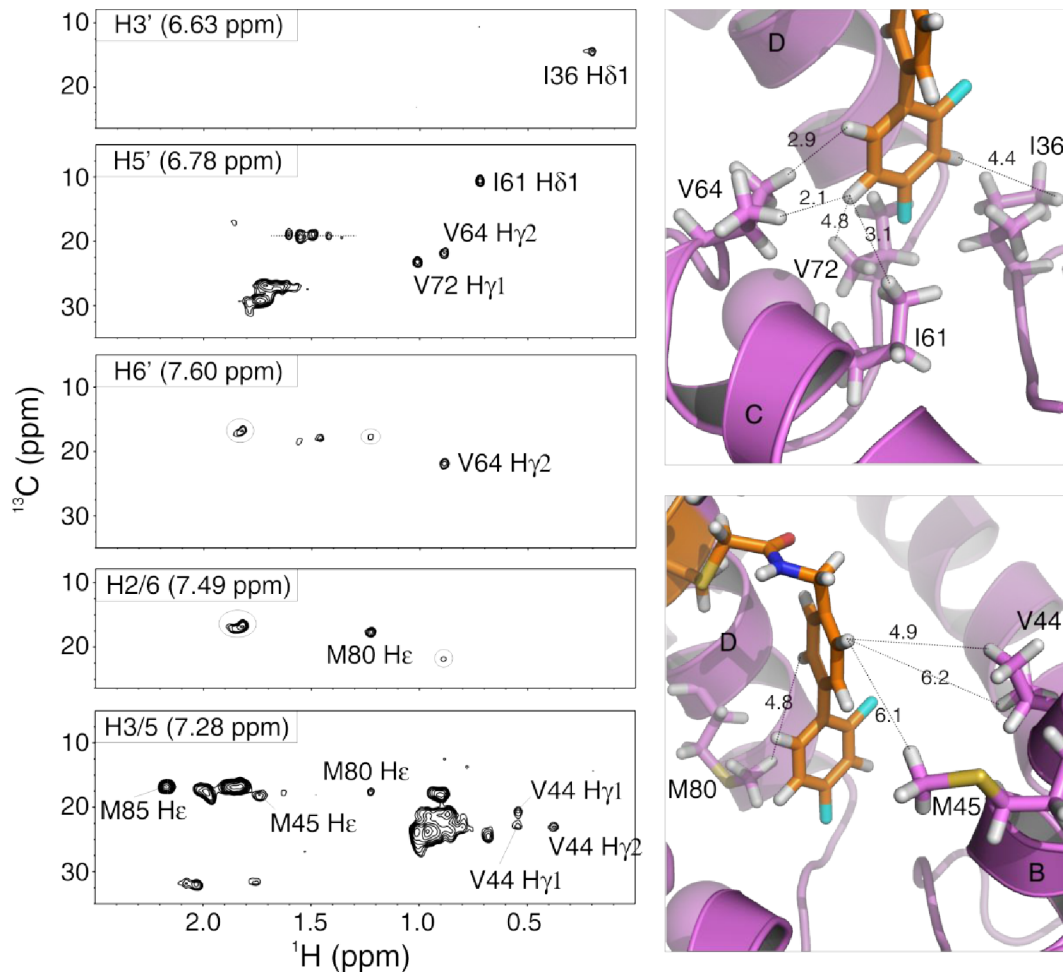 H3' (6.63 ppm)
10
20
I36 Hδ1
H5' (6.78 ppm)
10
20
30
I61 Hδ1
V64 Hγ2
V72 Hγ1
H6' (7.60 ppm)
10
20
30
V64 Hγ2
H2/6 (7.49 ppm)
10
20
M80 Hε
H3/5 (7.28 ppm)
10
20
30
M85 Hε
M45 Hε
M80 Hε
V44 Hγ1
V44 Hγ1
V44 Hγ2
2.0
1.0
0.0
¹H (ppm)
¹³C (ppm)
D
2.9
V64
I36
4.4
2.1
4.8
3.1
V72
I61
C
D
V44
4.9
6.2
4.8
6.1
M80
M45
B